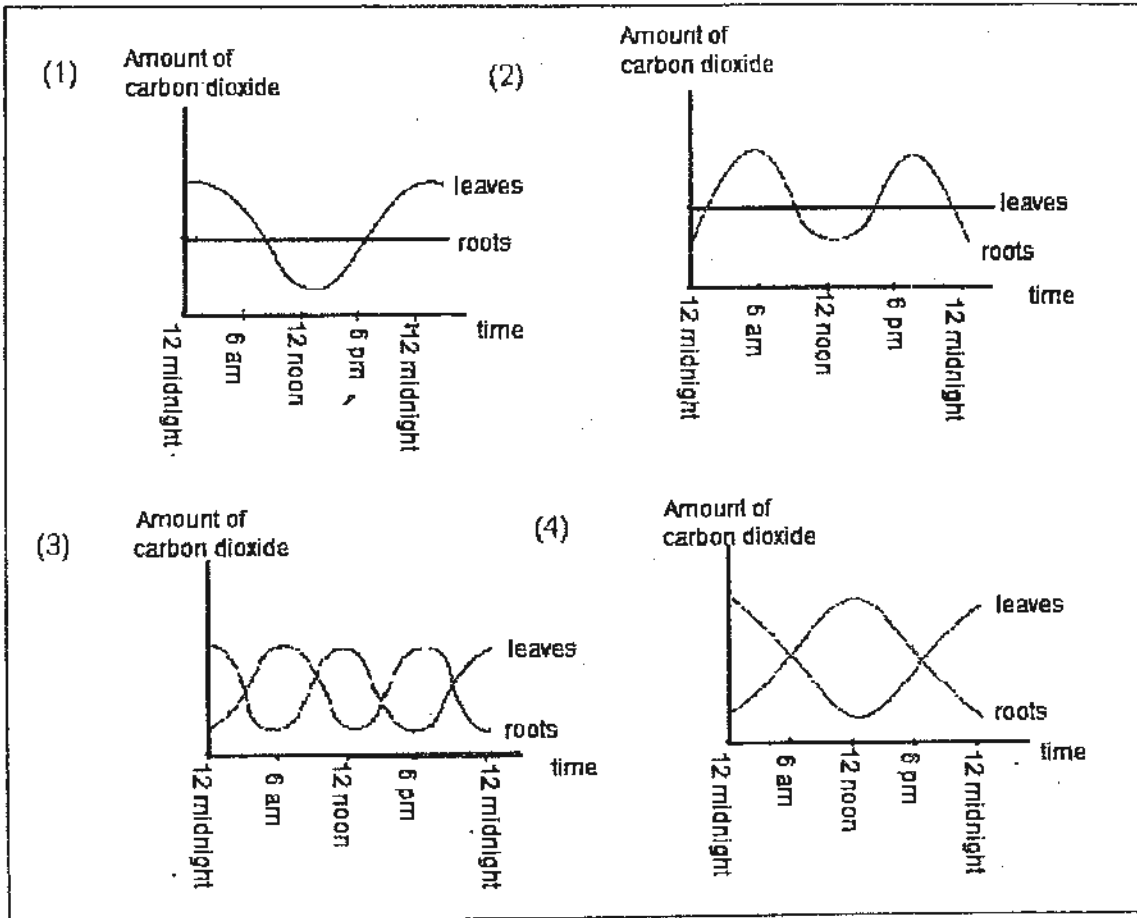 (1)
Amount of
carbon dioxide
leaves
roots
time
12 midnight
6 am
12 noon
6 pm
12 midnight
(2)
Amount of
carbon dioxide
leaves
roots
time
12 midnight
6 am
12 noon
6 pm
12 midnight
(3)
Amount of
carbon dioxide
leaves
roots
time
12 midnight
6 am
12 noon
6 pm
12 midnight
(4)
Amount of
carbon dioxide
leaves
roots
time
12 midnight
6 am
12 noon
6 pm
12 midnight